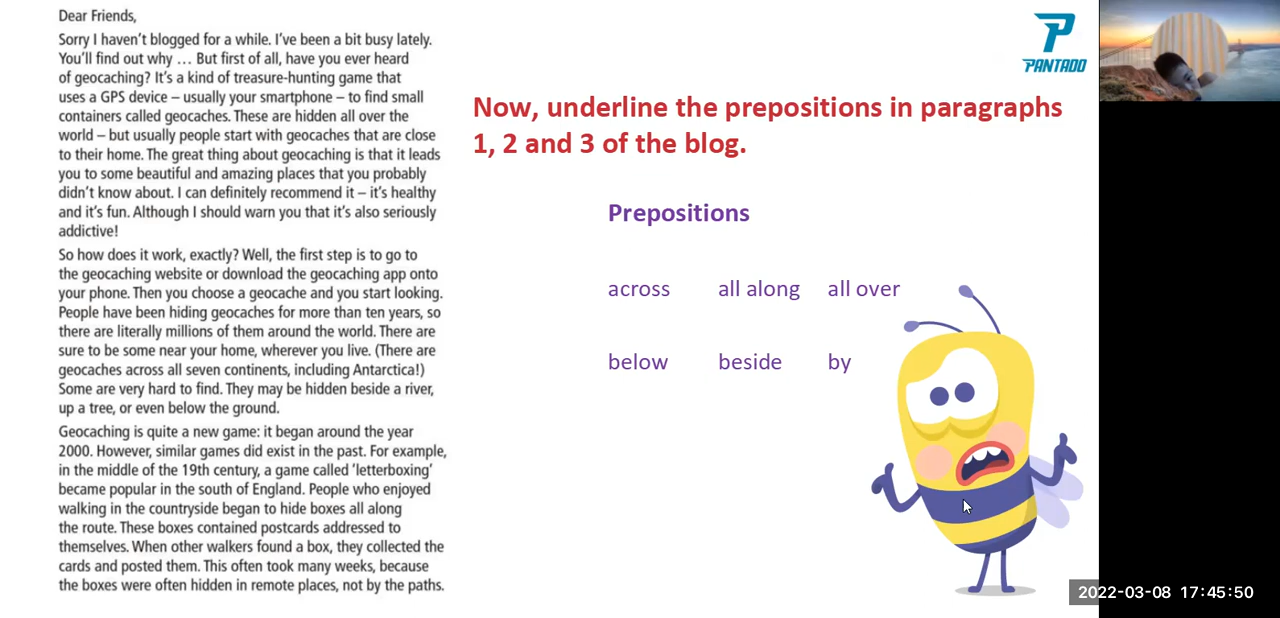 Dear Friends,
Sorry I haven't blogged for a while. I've been a bit busy lately.
You'll find out why … But first of all, have you ever heard
of geocaching? It's a kind of treasure-hunting game that
uses a GPS device – usually your smartphone – to find small
containers called geocaches. These are hidden all over the
world – but usually people start with geocaches that are close
to their home. The great thing about geocaching is that it leads
you to some beautiful and amazing places that you probably
didn't know about. I can definitely recommend it – it's healthy
and it's fun. Although I should warn you that it's also seriously
addictive!
So how does it work, exactly? Well, the first step is to go to
the geocaching website or download the geocaching app onto
your phone. Then you choose a geocache and you start looking.
People have been hiding geocaches for more than ten years, so
there are literally millions of them around the world. There are
sure to be some near your home, wherever you live. (There are
geocaches across all seven continents, including Antarctica!)
Some are very hard to find. They may be hidden beside a river,
up a tree, or even below the ground.
Geocaching is quite a new game: it began around the year
2000. However, similar games did exist in the past. For example,
in the middle of the 19th century, a game called 'letterboxing'
became popular in the south of England. People who enjoyed
walking in the countryside began to hide boxes all along
the route. These boxes contained postcards addressed to
themselves. When other walkers found a box, they collected the
cards and posted them. This often took many weeks, because
the boxes were often hidden in remote places, not by the paths.
PANTADO
Now, underline the prepositions in paragraphs
1, 2 and 3 of the blog.
Prepositions
across all along all over
below beside by
2022-03-08 17:45:50